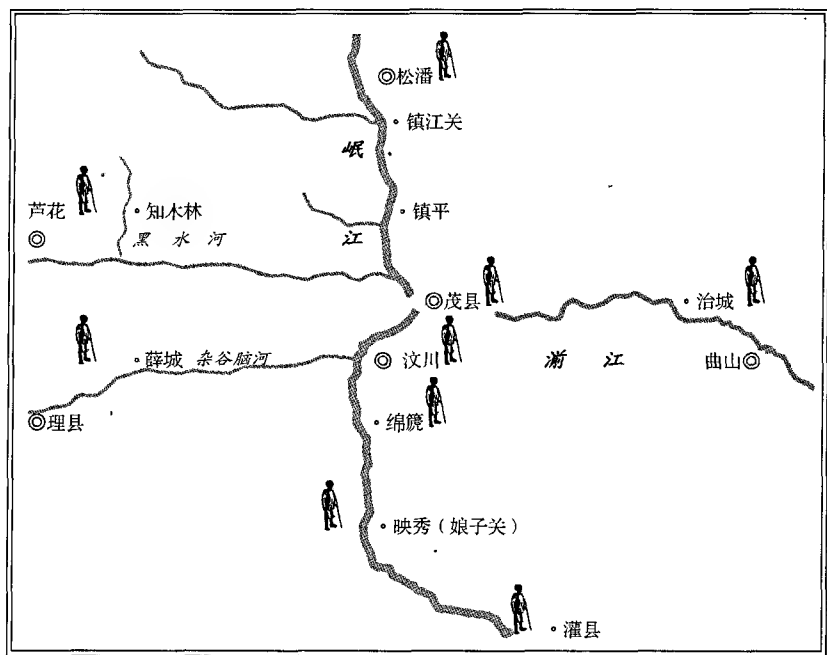 松潘
镇江关
岷
芦花
知木林
镇平
黑水河
江
茂县
治城
薛城
杂谷脑河
汶川
湔江
曲山
理县
绵篪
映秀（娘子关）
灌县